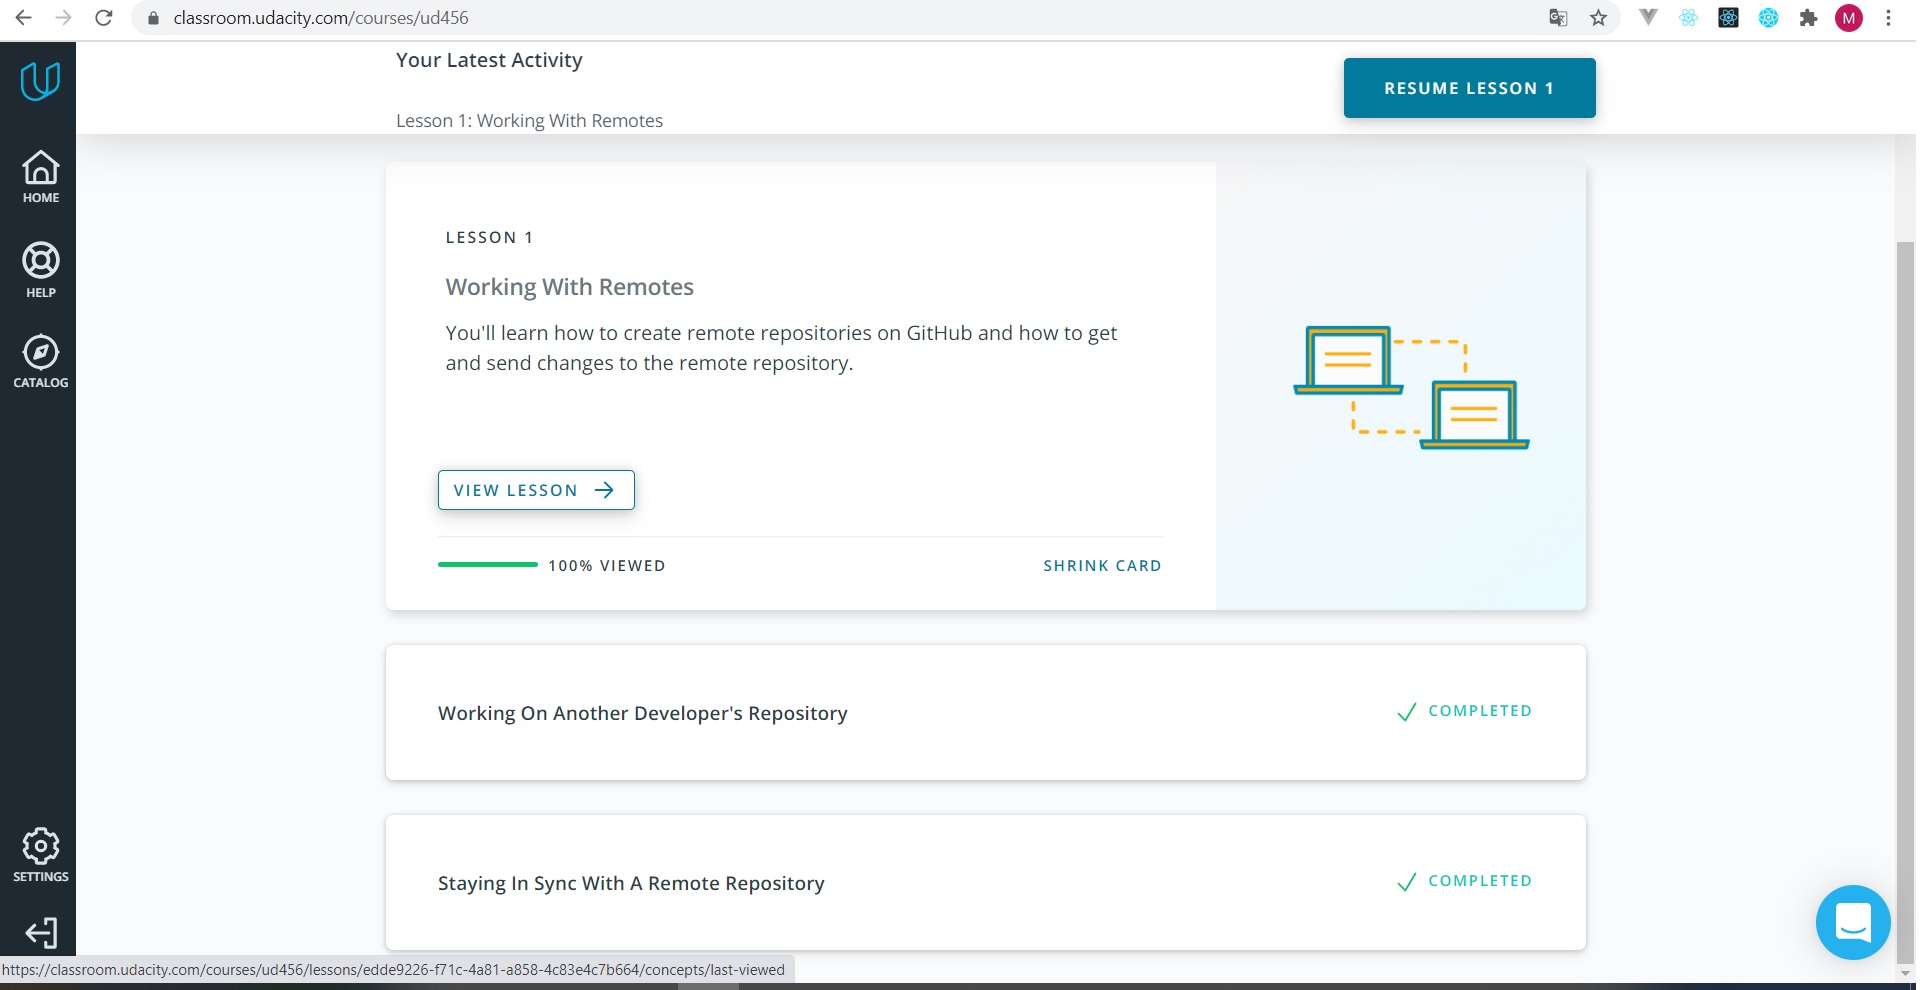 classroom.udacity.com/courses/ud456
M
Your Latest Activity
RESUME LESSON 1
Lesson 1: Working With Remotes
HOME
HELP
CATALOG
SETTINGS
LESSON 1
Working With Remotes
You'll learn how to create remote repositories on GitHub and how to get
and send changes to the remote repository.
VIEW LESSON
100% VIEWED
SHRINK CARD
Working On Another Developer's Repository
COMPLETED
Staying In Sync With A Remote Repository
COMPLETED
https://classroom.udacity.com/courses/ud456/lessons/edde9226-f71c-4a81-a858-4c83e4c7b664/concepts/last-viewed